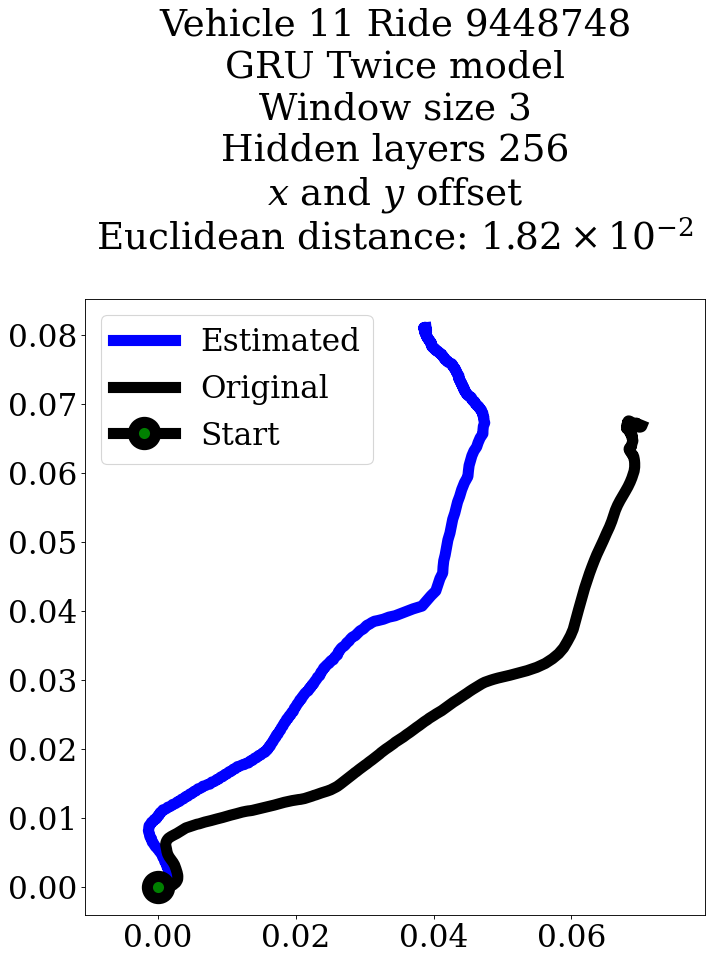 Vehicle 11 Ride 9448748
GRU Twice model
Window size 3
Hidden layers 256
x and y offset
Euclidean distance: 1.82 × 10⁻²
Estimated
Original
Start
0.08
0.07
0.06
0.05
0.04
0.03
0.02
0.01
0.00
0.00 0.02 0.04 0.06